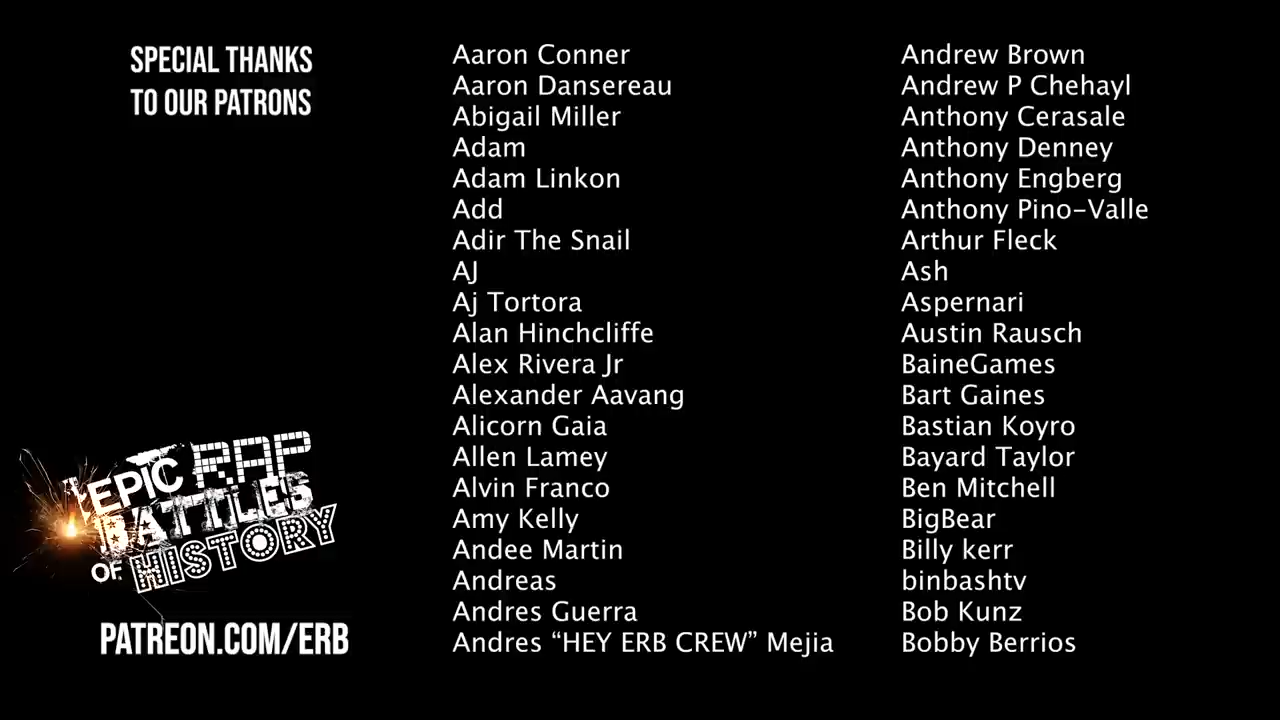 SPECIAL THANKS
TO OUR PATRONS
Aaron Conner
Aaron Dansereau
Abigail Miller
Adam
Adam Linkon
Add
Adir The Snail
AJ
Aj Tortora
Alan Hinchcliffe
Alex Rivera Jr
Alexander Aavang
Alicorn Gaia
Allen Lamey
Alvin Franco
Amy Kelly
Andee Martin
Andreas
Andres Guerra
Andres “HEY ERB CREW” Mejia
Andrew Brown
Andrew P Chehayl
Anthony Cerasale
Anthony Denney
Anthony Engberg
Anthony Pino-Valle
Arthur Fleck
Ash
Aspernari
Austin Rausch
BaineGames
Bart Gaines
Bastian Koyro
Bayard Taylor
Ben Mitchell
BigBear
Billy kerr
binbashtv
Bob Kunz
Bobby Berrios
EPIC RAP
BATTLES
OF HISTORY
PATREON.COM/ERB